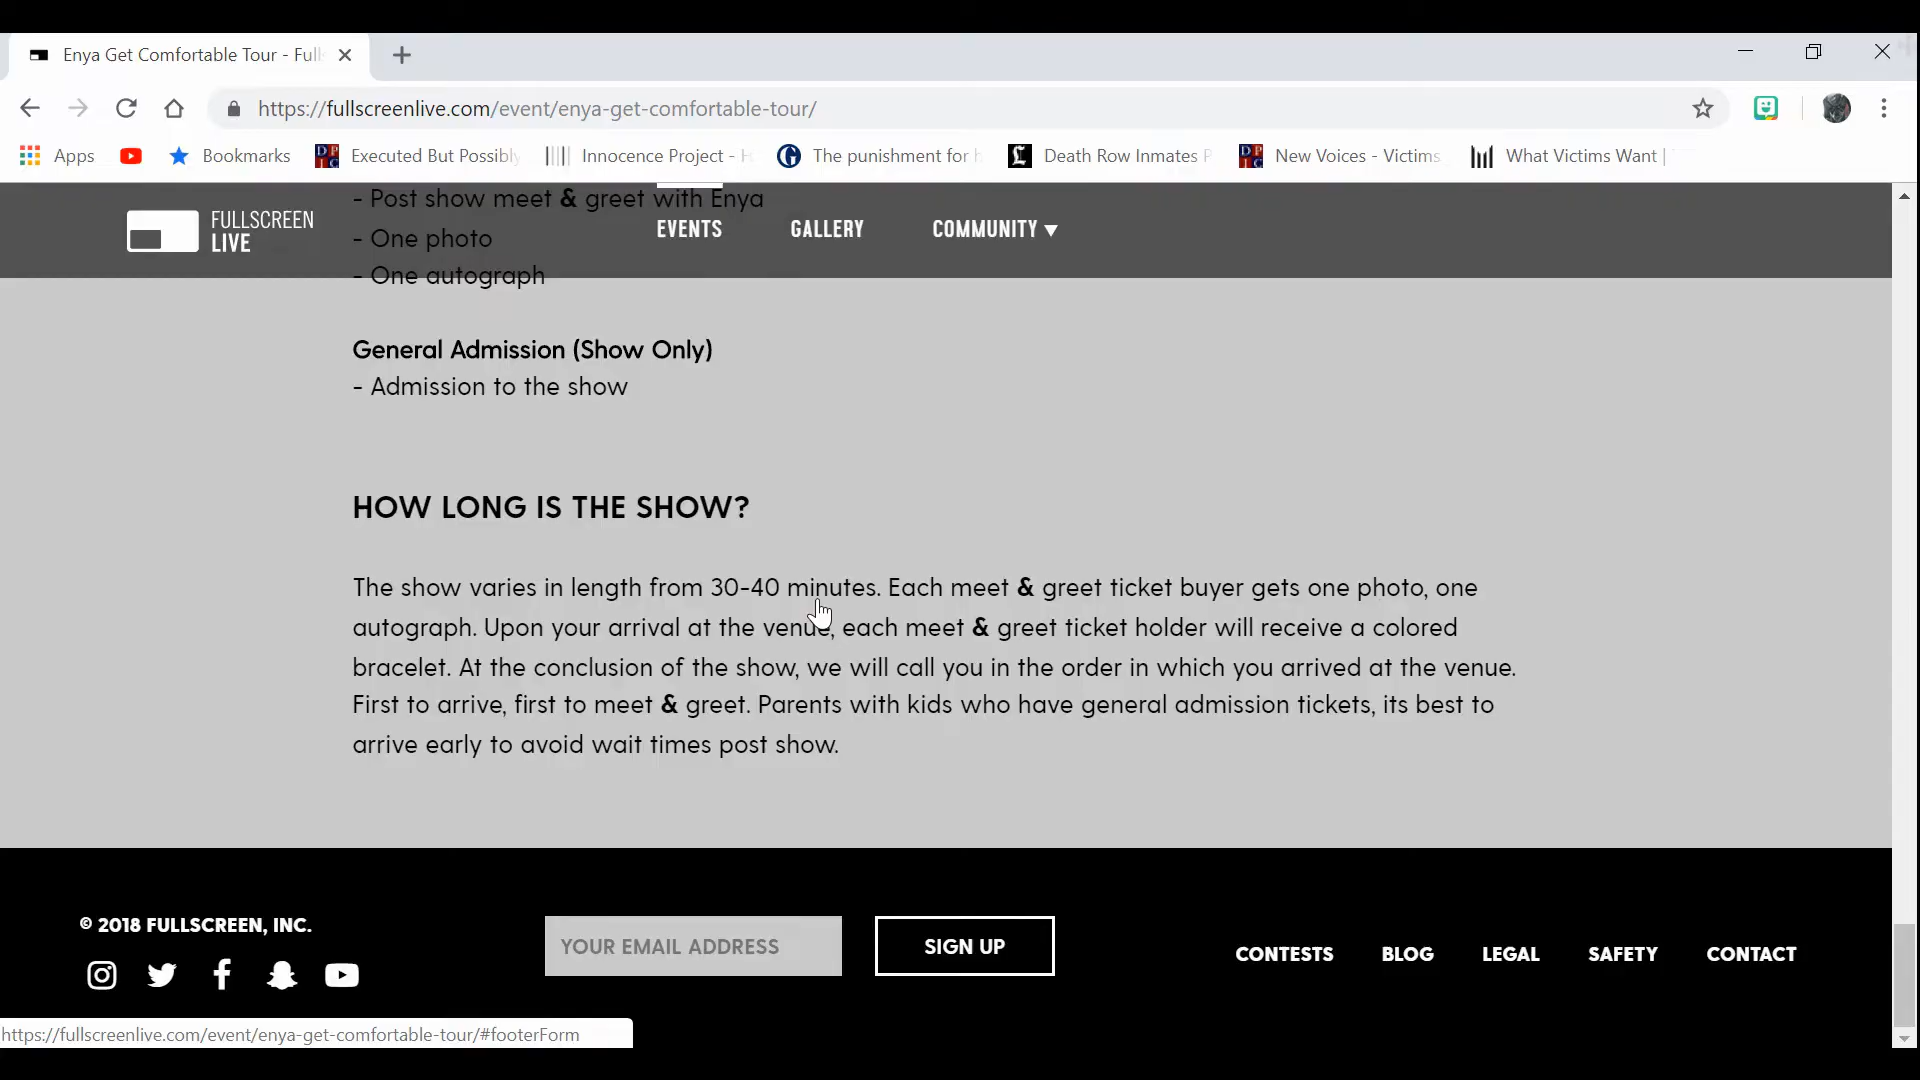 Enya Get Comfortable Tour - Full
https://fullscreenlive.com/event/enya-get-comfortable-tour/
Apps Bookmarks Executed But Possibly Innocence Project - The punishment for Death Row Inmates New Voices - Victims What Victims Want |
- Post show meet & greet with Enya
FULLSCREEN LIVE
EVENTS GALLERY COMMUNITY ▼
- One photo
- One autograph
General Admission (Show Only)
- Admission to the show
HOW LONG IS THE SHOW?
The show varies in length from 30-40 minutes. Each meet & greet ticket buyer gets one photo, one
autograph. Upon your arrival at the venue, each meet & greet ticket holder will receive a colored
bracelet. At the conclusion of the show, we will call you in the order in which you arrived at the venue.
First to arrive, first to meet & greet. Parents with kids who have general admission tickets, its best to
arrive early to avoid wait times post show.
© 2018 FULLSCREEN, INC.
YOUR EMAIL ADDRESS SIGN UP
CONTESTS BLOG LEGAL SAFETY CONTACT
https://fullscreenlive.com/event/enya-get-comfortable-tour/#footerForm